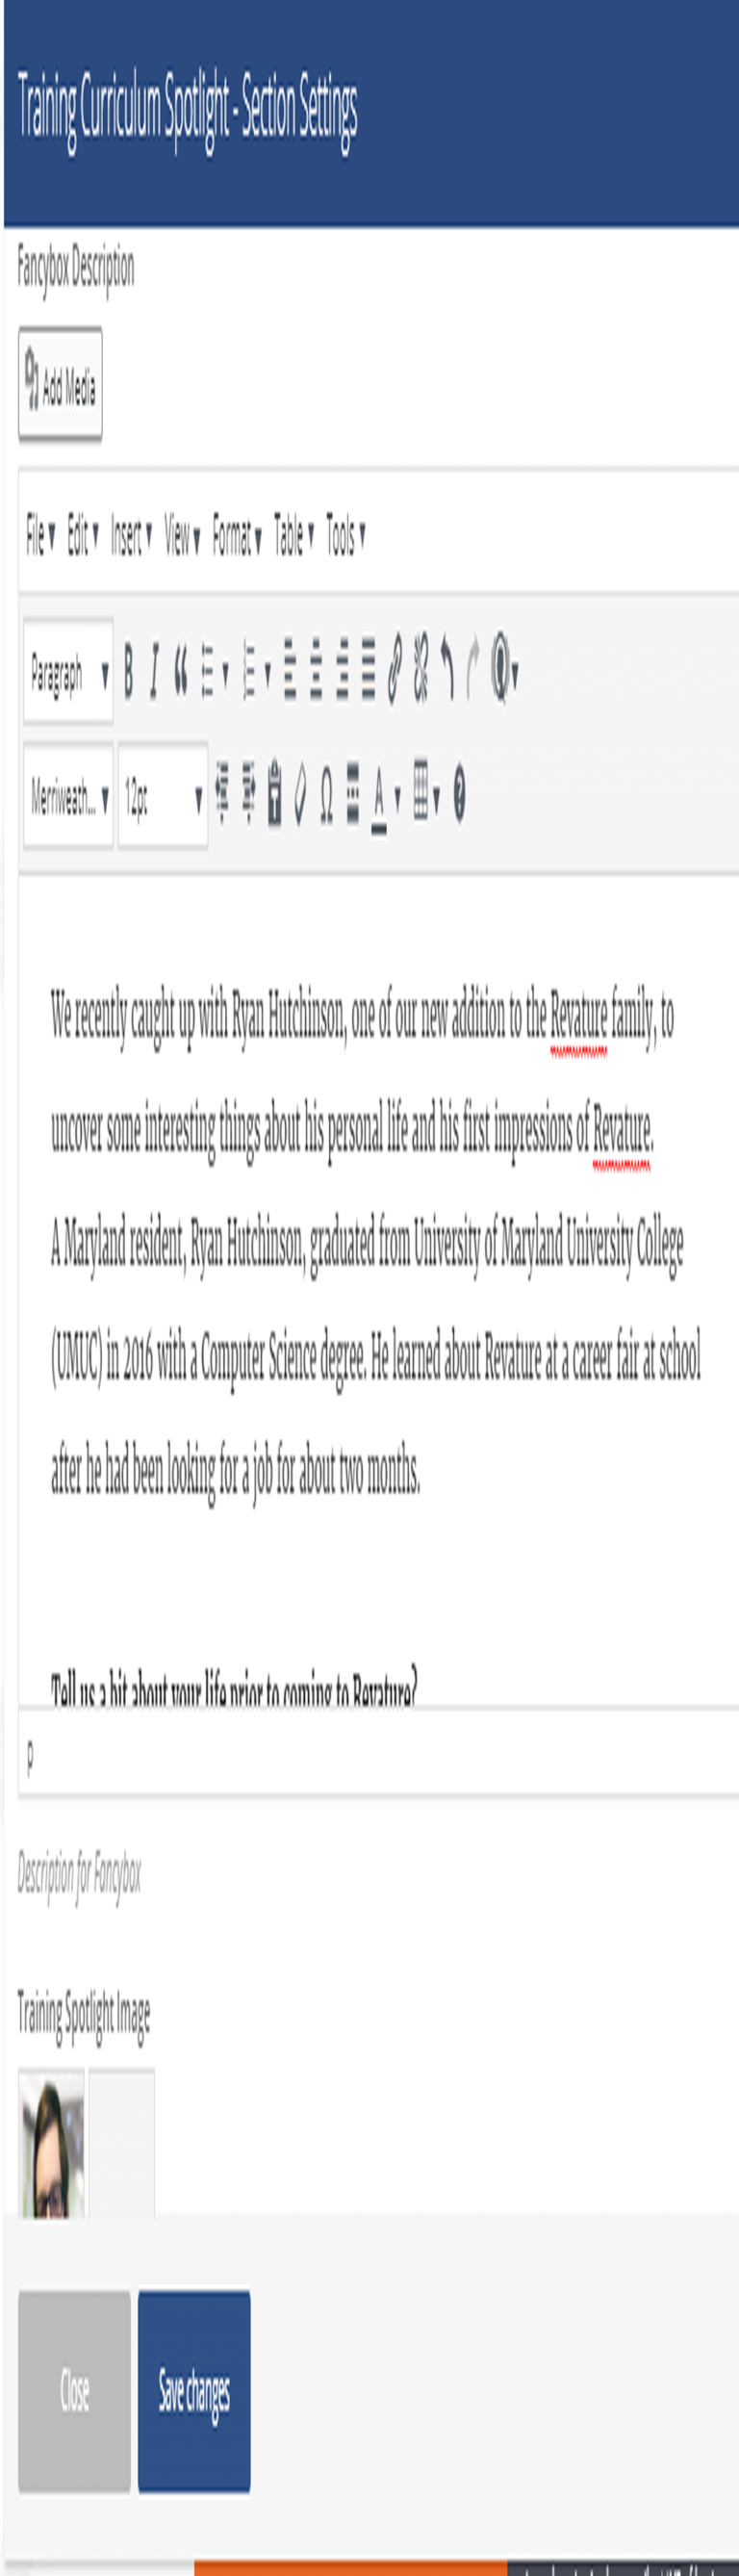 Training Curriculum Spotlight - Section Settings
Fancybox Description
Add Media
File Edit Insert View Format Table Tools
Paragraph B I
Merriweath... 12pt Ω A
We recently caught up with Ryan Hutchinson, one of our new addition to the Revature family, to
uncover some interesting things about his personal life and his first impressions of Revature.
A Maryland resident, Ryan Hutchinson, graduated from University of Maryland University College
(UMUC) in 2016 with a Computer Science degree. He learned about Revature at a career fair at school
after he had been looking for a job for about two months.
Tell us a bit about your life prior to coming to Revature?
p
Description for Fancybox
Training Spotlight Image
Close Save changes